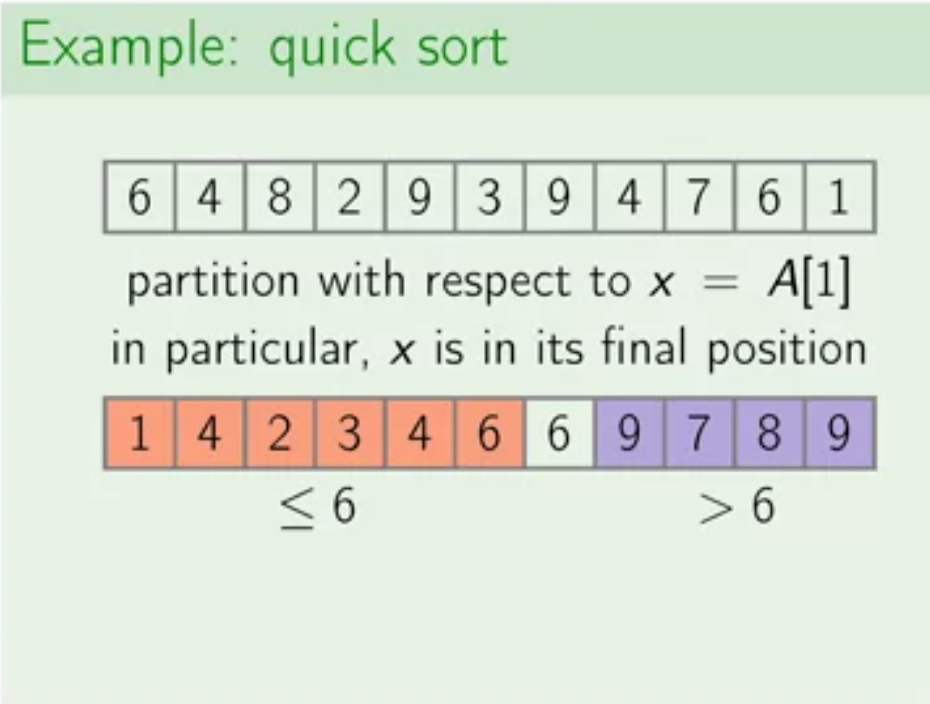 Example: quick sort
6 4 8 2 9 3 9 4 7 6 1
partition with respect to x = A[1]
in particular, x is in its final position
1 4 2 3 4 6 6 9 7 8 9
≤ 6 > 6